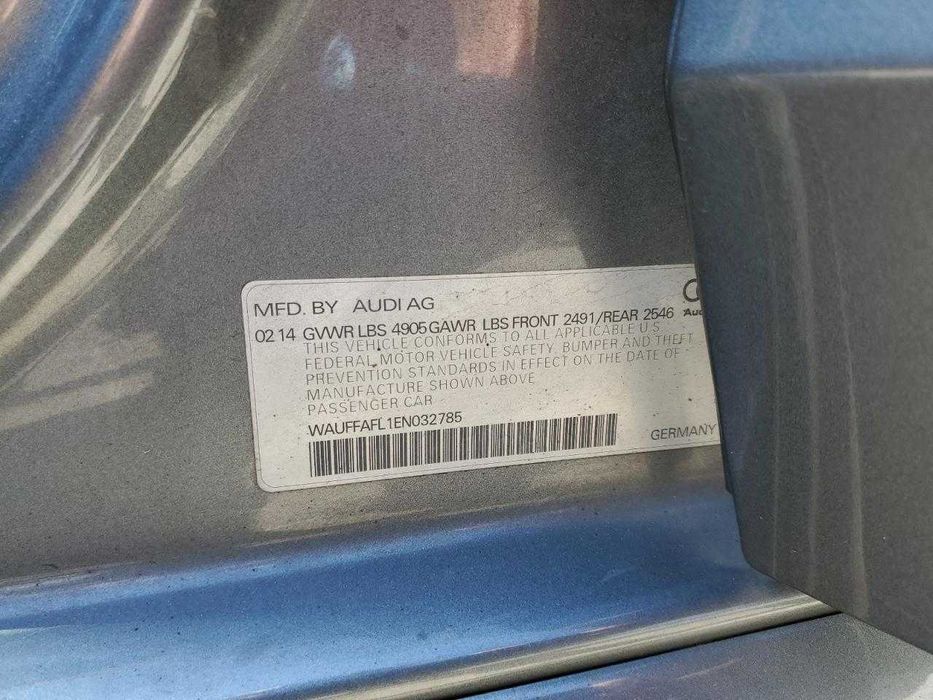 MFD. BY AUDI AG
02 14 GVWR LBS 4905 GAWR LBS FRONT 2491/REAR 2546
THIS VEHICLE CONFORMS TO ALL APPLICABLE U.S
FEDERAL MOTOR VEHICLE SAFETY, BUMPER AND THEFT
PREVENTION STANDARDS IN EFFECT ON THE DATE OF
MANUFACTURE SHOWN ABOVE
PASSENGER CAR
WAUFFAFL1EN032785
GERMANY